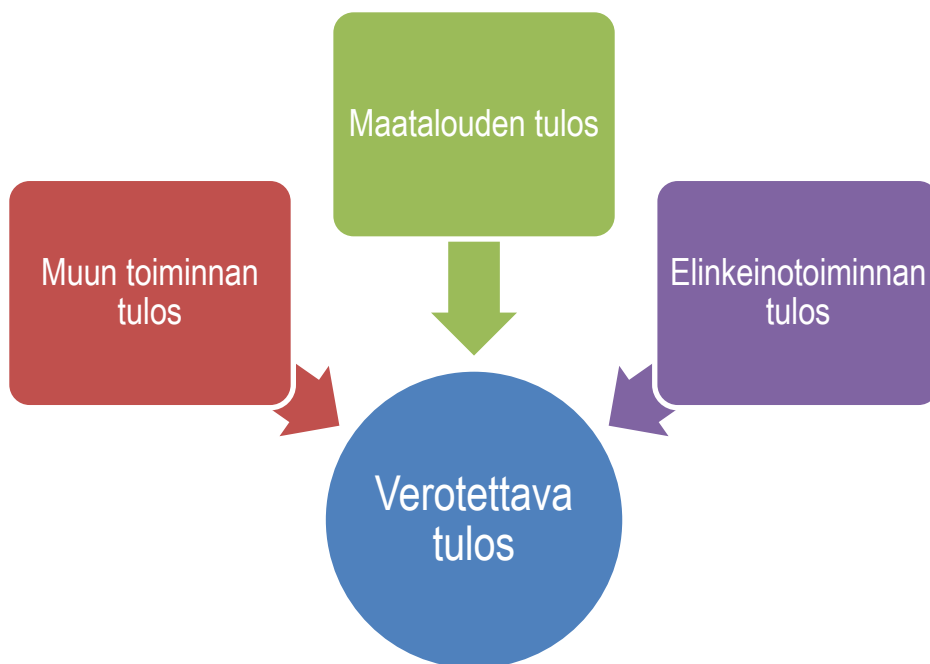 Maatalouden tulos
Muun toiminnan
tulos
Elinkeinotoiminnan
tulos
Verotettava
tulos